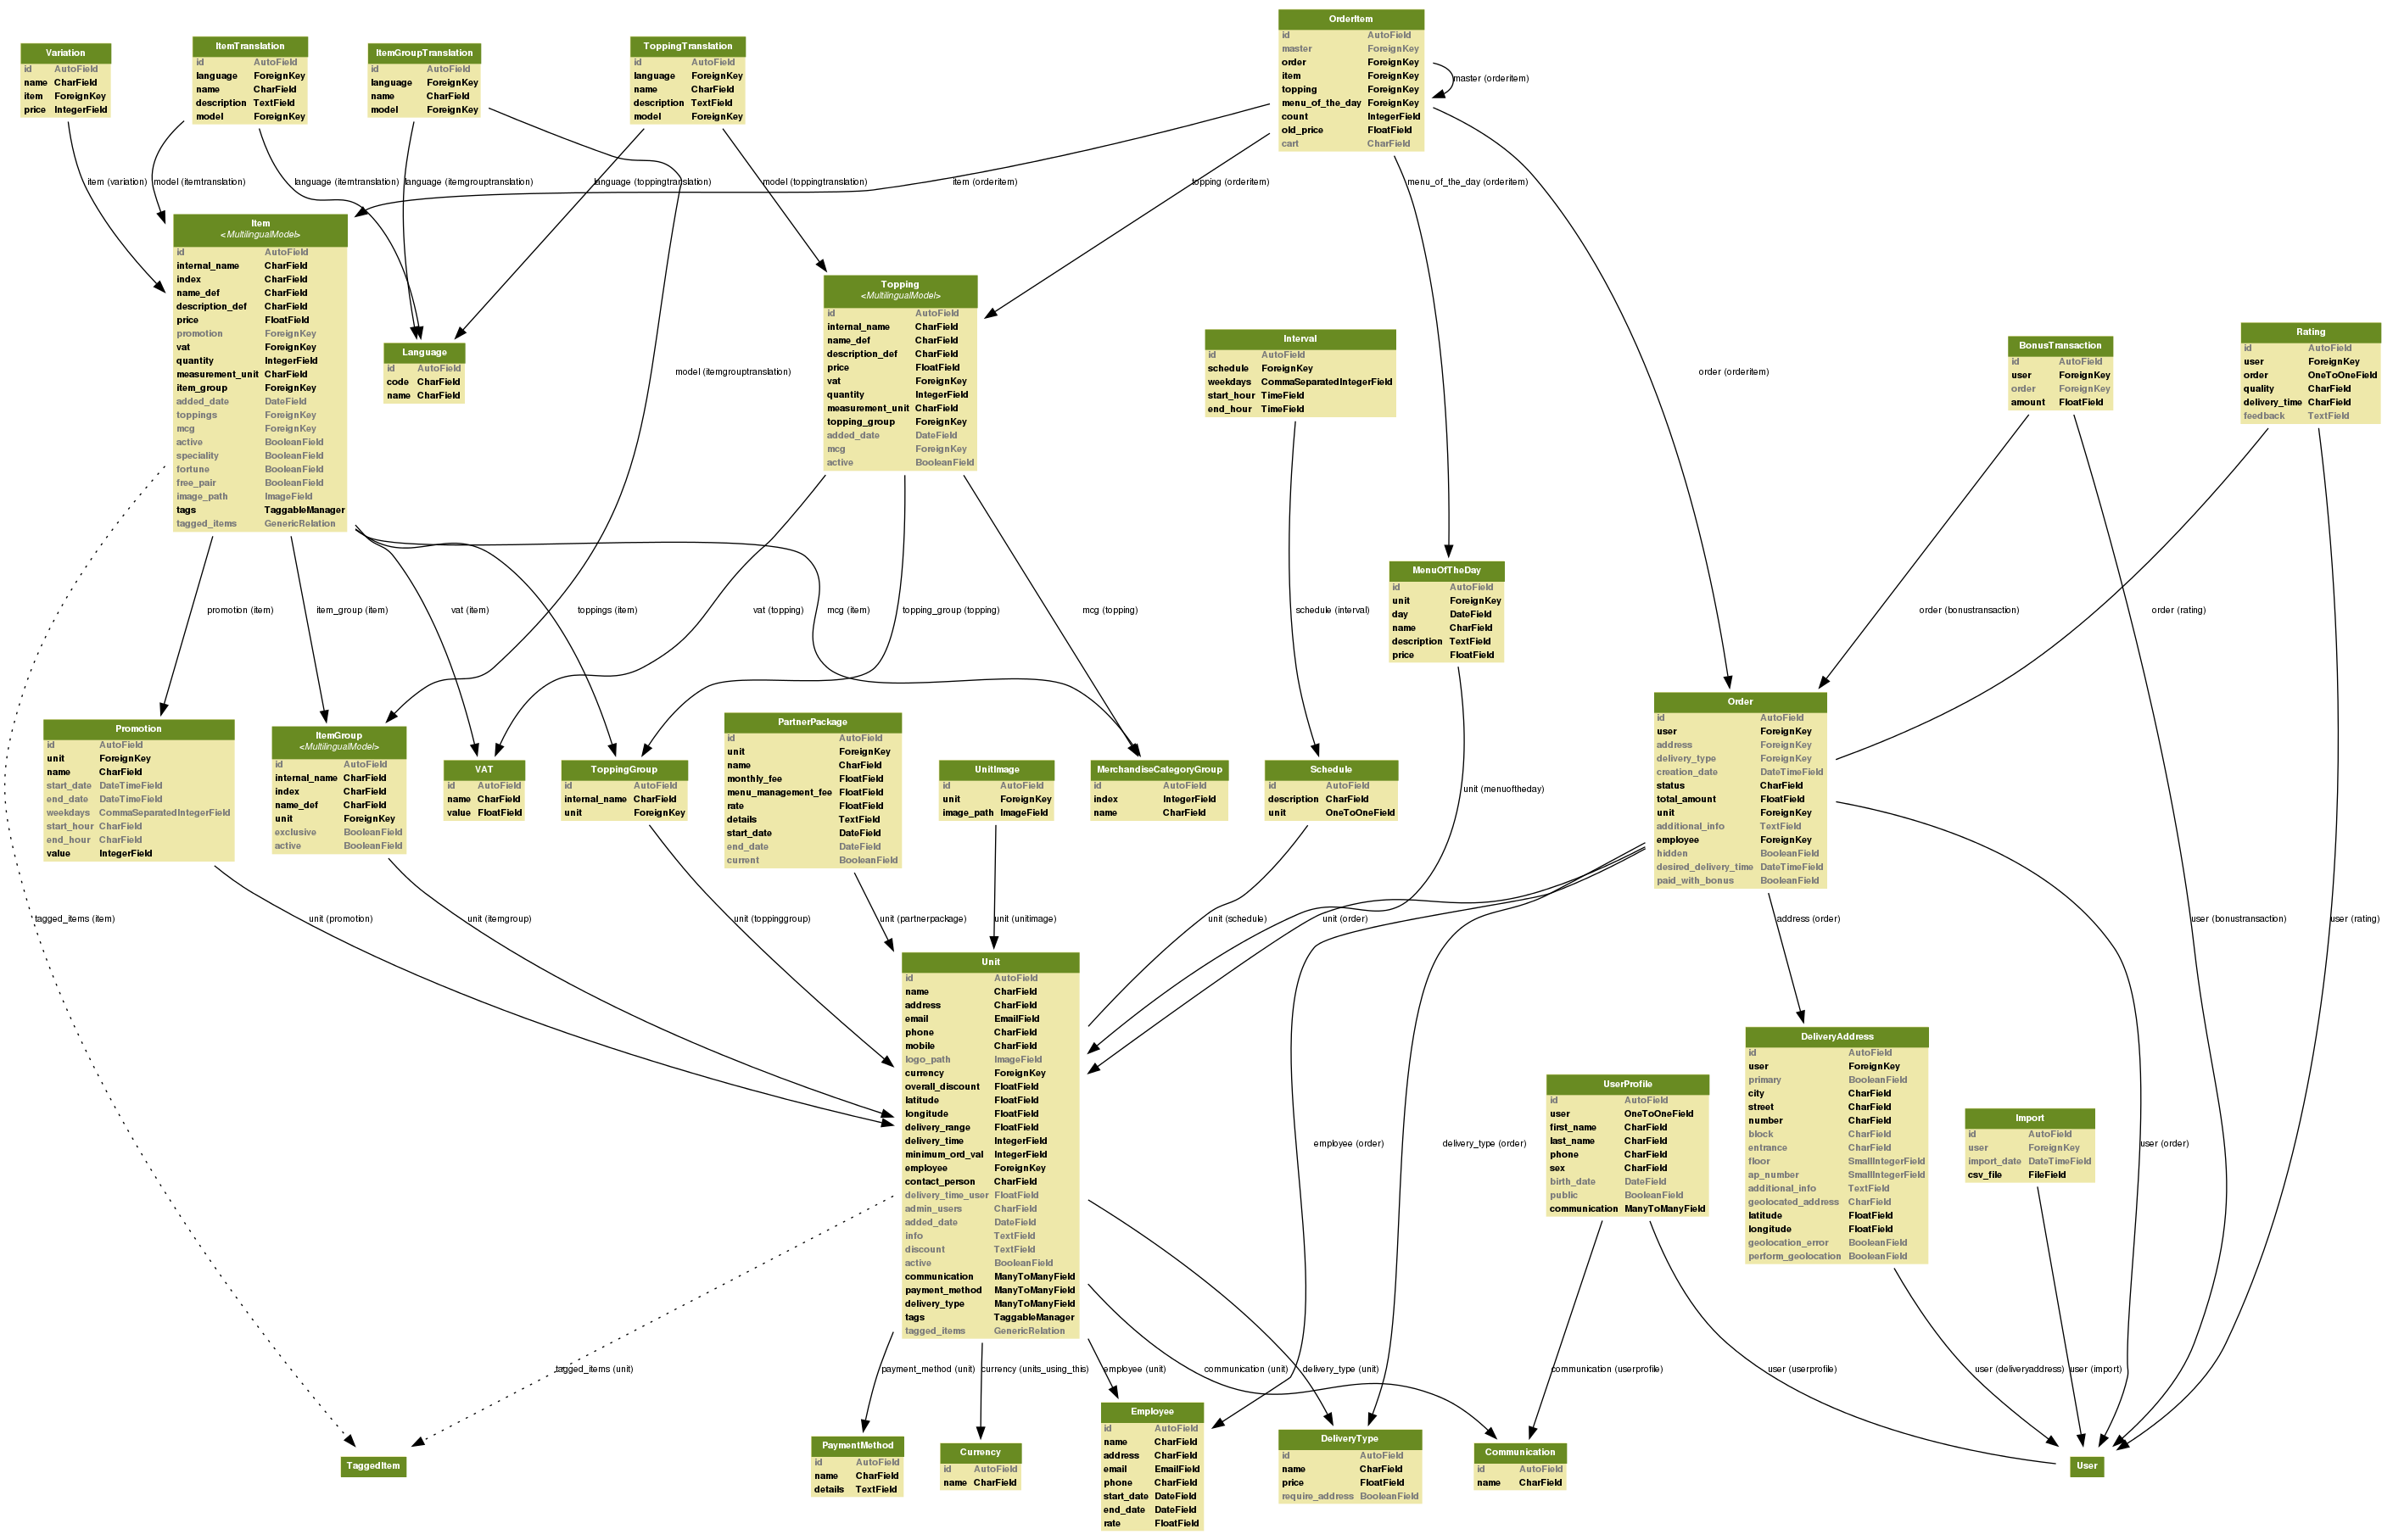 OrderItem
id AutoField
master ForeignKey
order ForeignKey
item ForeignKey
topping ForeignKey
menu_of_the_day ForeignKey
count IntegerField
old_price FloatField
cart CharField
master (orderitem)
Variation
id AutoField
name CharField
item ForeignKey
price IntegerField
ItemTranslation
id AutoField
language ForeignKey
name CharField
description TextField
model ForeignKey
ItemGroupTranslation
id AutoField
language ForeignKey
name CharField
model ForeignKey
ToppingTranslation
id AutoField
language ForeignKey
name CharField
description TextField
model ForeignKey
item (variation)
model (itemtranslation)
language (itemtranslation)
language (itemgrouptranslation)
language (toppingtranslation)
model (toppingtranslation)
item (orderitem)
topping (orderitem)
menu_of_the_day (orderitem)
Item
<MultilingualModel>
id AutoField
internal_name CharField
index CharField
name_def CharField
description_def CharField
price FloatField
promotion ForeignKey
vat ForeignKey
quantity IntegerField
measurement_unit CharField
item_group ForeignKey
added_date DateField
toppings ForeignKey
mcg ForeignKey
active BooleanField
speciality BooleanField
fortune BooleanField
free_pair BooleanField
image_path ImageField
tags TaggableManager
tagged_items GenericRelation
Language
id AutoField
code CharField
name CharField
model (itemgrouptranslation)
Topping
<MultilingualModel>
id AutoField
internal_name CharField
name_def CharField
description_def CharField
price FloatField
vat ForeignKey
quantity IntegerField
measurement_unit CharField
topping_group ForeignKey
added_date DateField
mcg ForeignKey
active BooleanField
Interval
id AutoField
schedule ForeignKey
weekdays CommaSeparatedIntegerField
start_hour TimeField
end_hour TimeField
order (orderitem)
BonusTransaction
id AutoField
user ForeignKey
order ForeignKey
amount FloatField
Rating
id AutoField
user ForeignKey
order OneToOneField
quality CharField
delivery_time CharField
feedback TextField
promotion (item)
item_group (item)
vat (item)
toppings (item)
vat (topping)
mcg (item)
topping_group (topping)
mcg (topping)
schedule (interval)
MenuOfTheDay
id AutoField
unit ForeignKey
day DateField
name CharField
description TextField
price FloatField
order (bonustransaction)
order (rating)
Promotion
id AutoField
unit ForeignKey
name CharField
start_date DateTimeField
end_date DateTimeField
weekdays CommaSeparatedIntegerField
start_hour CharField
end_hour CharField
value IntegerField
ItemGroup
<MultilingualModel>
id AutoField
internal_name CharField
index CharField
name_def CharField
unit ForeignKey
exclusive BooleanField
active BooleanField
VAT
id AutoField
name CharField
value FloatField
ToppingGroup
id AutoField
internal_name CharField
unit ForeignKey
PartnerPackage
id AutoField
unit ForeignKey
name CharField
monthly_fee FloatField
menu_management_fee FloatField
rate FloatField
details TextField
start_date DateField
end_date DateField
current BooleanField
UnitImage
id AutoField
unit ForeignKey
image_path ImageField
MerchandiseCategoryGroup
id AutoField
index IntegerField
name CharField
Schedule
id AutoField
description CharField
unit OneToOneField
unit (menuoftheday)
Order
id AutoField
user ForeignKey
address ForeignKey
delivery_type ForeignKey
creation_date DateTimeField
status CharField
total_amount FloatField
unit ForeignKey
additional_info TextField
employee ForeignKey
hidden BooleanField
desired_delivery_time DateTimeField
paid_with_bonus BooleanField
tagged_items (item)
unit (promotion)
unit (itemgroup)
unit (toppinggroup)
unit (partnerpackage)
unit (unitimage)
unit (schedule)
unit (order)
address (order)
user (bonustransaction)
user (rating)
Unit
id AutoField
name CharField
address CharField
email EmailField
phone CharField
mobile CharField
logo_path ImageField
currency ForeignKey
overall_discount FloatField
latitude FloatField
longitude FloatField
delivery_range FloatField
delivery_time IntegerField
minimum_ord_val IntegerField
employee ForeignKey
contact_person CharField
delivery_time_user FloatField
admin_users CharField
added_date DateField
info TextField
discount TextField
active BooleanField
communication ManyToManyField
payment_method ManyToManyField
delivery_type ManyToManyField
tags TaggableManager
tagged_items GenericRelation
employee (order)
delivery_type (order)
UserProfile
id AutoField
user OneToOneField
first_name CharField
last_name CharField
phone CharField
sex CharField
birth_date DateField
public BooleanField
communication ManyToManyField
DeliveryAddress
id AutoField
user ForeignKey
primary BooleanField
city CharField
street CharField
number CharField
block CharField
entrance CharField
floor SmallIntegerField
ap_number SmallIntegerField
additional_info TextField
geolocated_address CharField
latitude FloatField
longitude FloatField
geolocation_error BooleanField
perform_geolocation BooleanField
Import
id AutoField
user ForeignKey
import_date DateTimeField
csv_file FileField
user (order)
tagged_items (unit)
payment_method (unit)
currency (units_using_this)
employee (unit)
communication (unit)
delivery_type (unit)
communication (userprofile)
user (userprofile)
user (deliveryaddress)
user (import)
TaggedItem
PaymentMethod
id AutoField
name CharField
details TextField
Currency
id AutoField
name CharField
Employee
id AutoField
name CharField
address CharField
email EmailField
phone CharField
start_date DateField
end_date DateField
rate FloatField
DeliveryType
id AutoField
name CharField
price FloatField
require_address BooleanField
Communication
id AutoField
name CharField
User